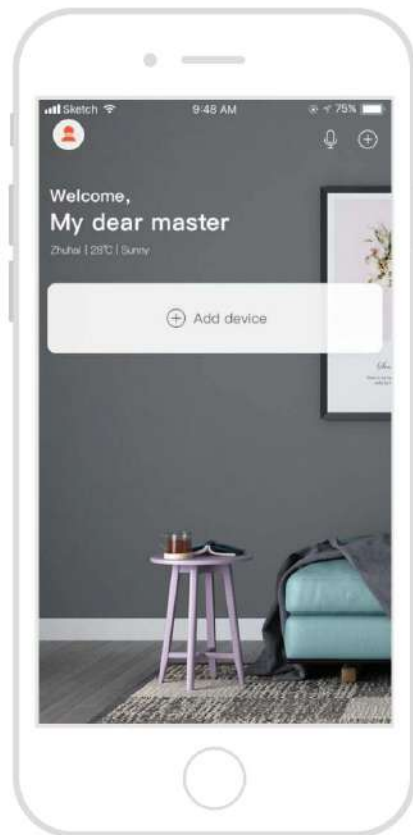 Sketch 9:48 AM 75%
Welcome,
My dear master
Zhuhai | 28℃ | Sunny
Add device